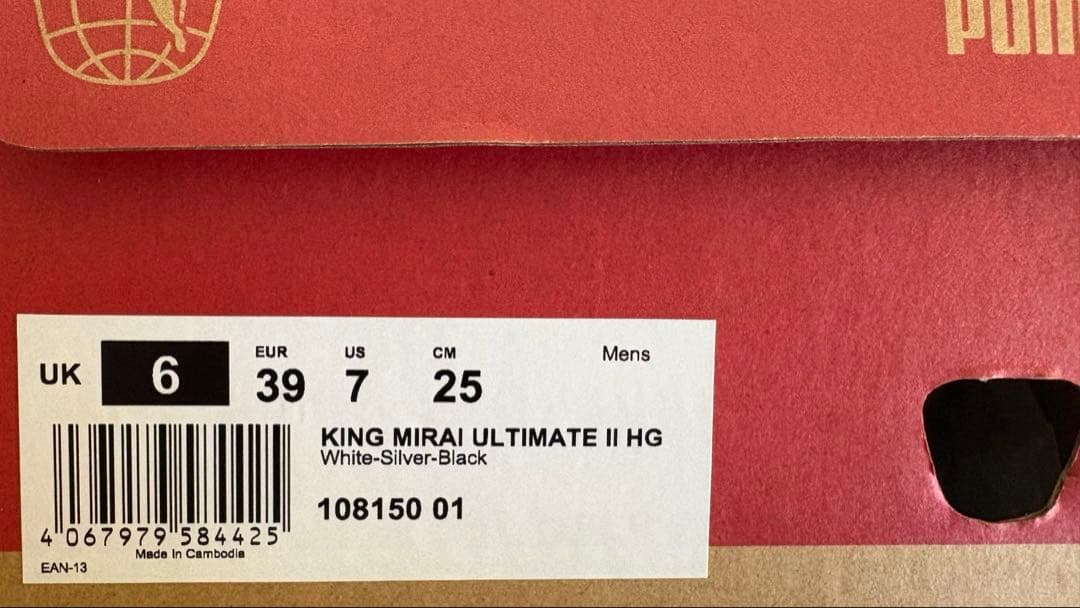 PUM
UK 6 EUR 39 US 7 CM 25 Mens
KING MIRAI ULTIMATE II HG
White-Silver-Black
108150 01
4 067979 584425
Made in Cambodia
EAN-13